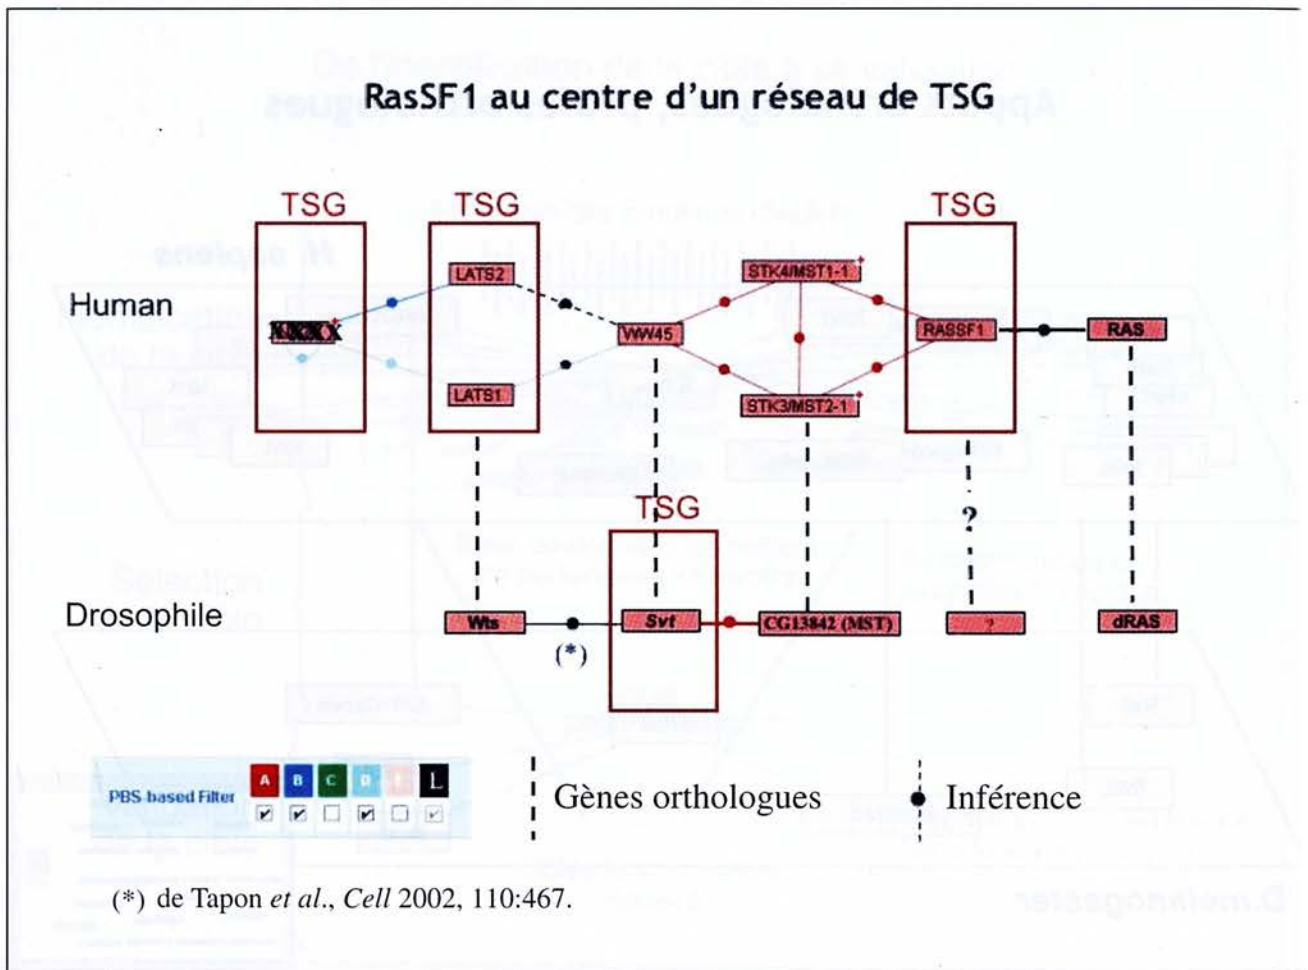 RasSF1 au centre d'un réseau de TSG
TSG
TSG
TSG
Human
LATS2
STK4/MST1-1
XXXX
WW45
RASSF1
RAS
LATS1
STK3/MST2-1
TSG
?
Drosophile
Wts
Svt
CG13842 (MST)
?
dRAS
(*)
PBS-based Filter
A B C D L
Gènes orthologues
Inférence
(*) de Tapon et al., Cell 2002, 110:467.